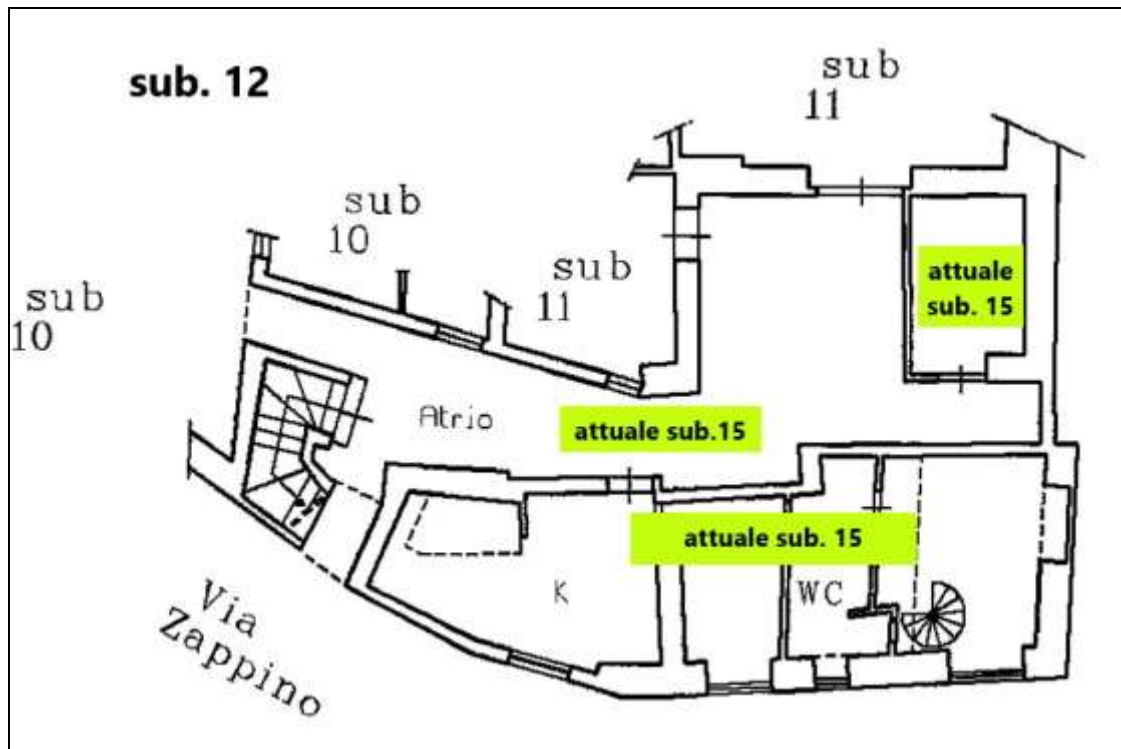 sub. 12
sub
11
sub
10
sub
11
sub
10
attuale
sub. 15
Atrio
attuale sub.15
attuale sub. 15
K
WC
Via
Zappino